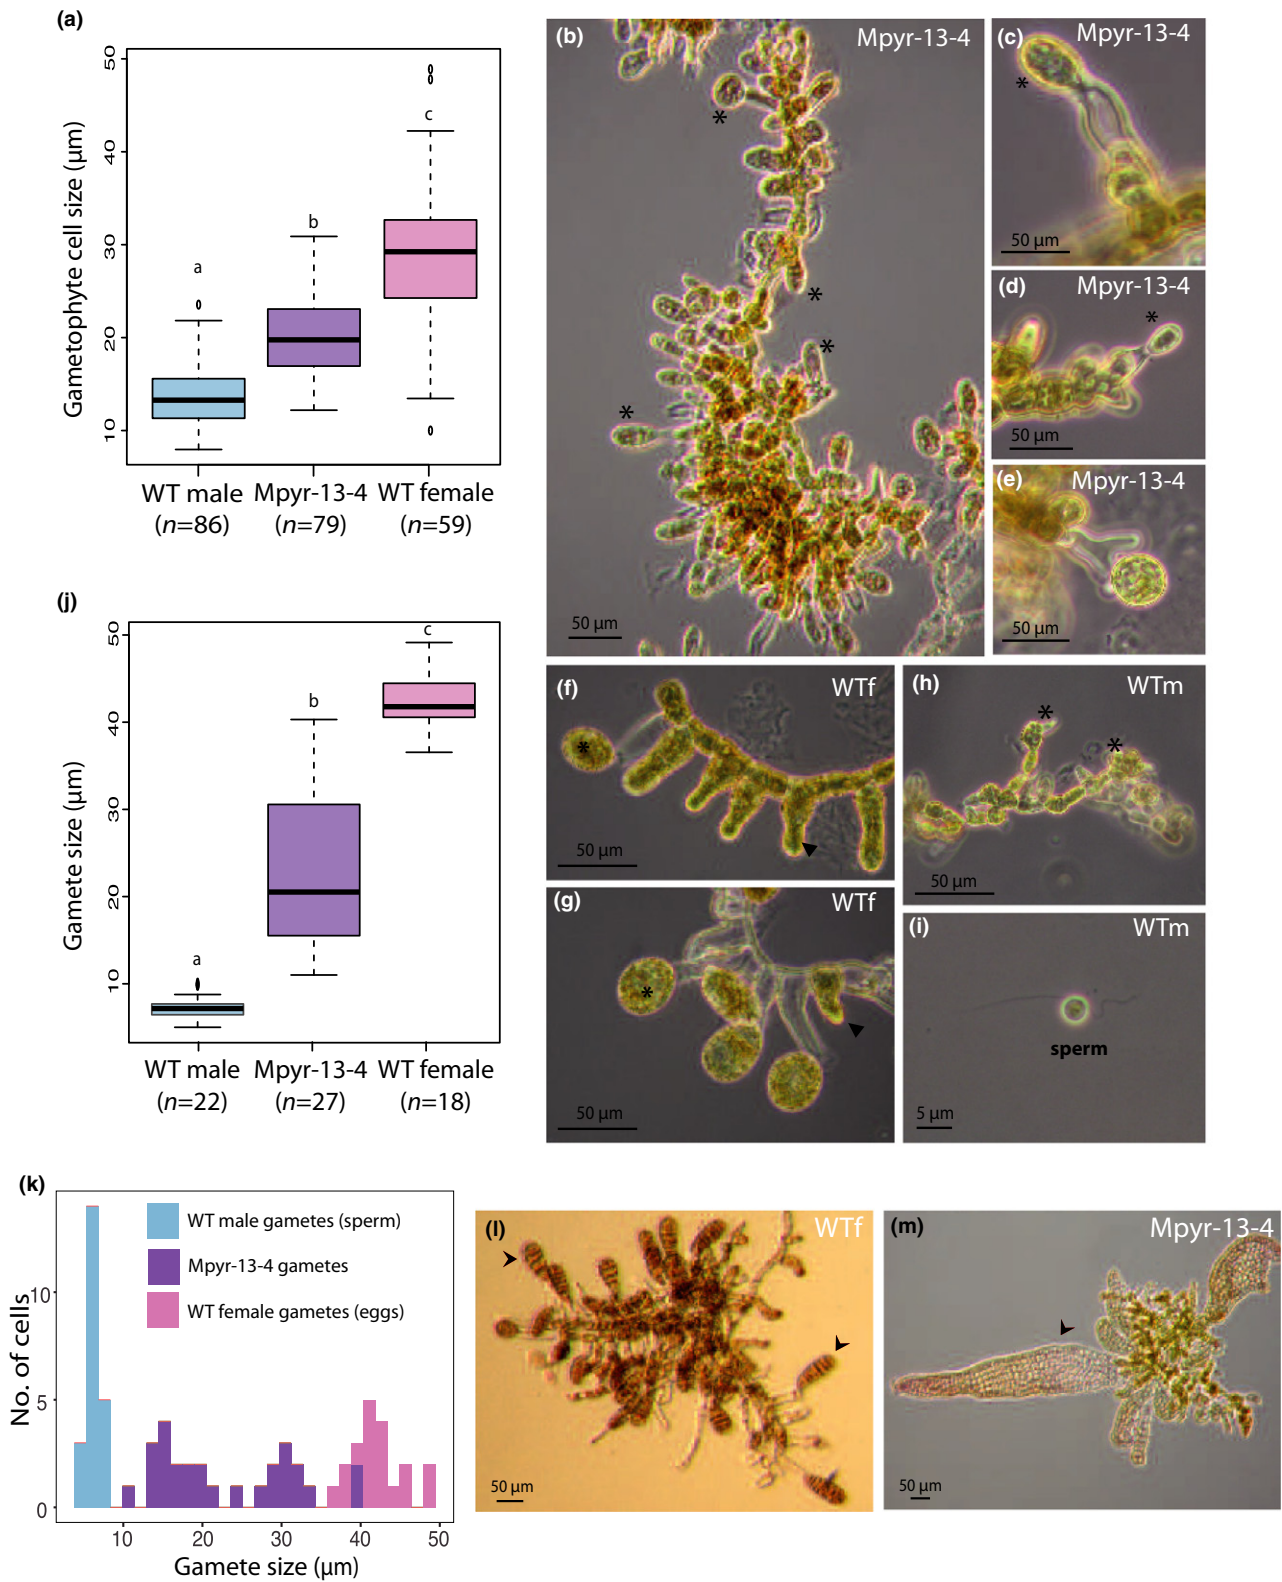 (a)
50
40
30
20
10
Gametophyte cell size (µm)
a
b
c
WT male
(n=86)
Mpyr-13-4
(n=79)
WT female
(n=59)
(b)
Mpyr-13-4
*
*
*
*
50 µm
(c)
Mpyr-13-4
*
50 µm
(d)
Mpyr-13-4
*
50 µm
(e)
Mpyr-13-4
50 µm
(f)
WTf
*
50 µm
(g)
WTf
*
50 µm
(h)
WTm
*
*
50 µm
(i)
WTm
sperm
5 µm
(j)
50
40
30
20
10
Gamete size (µm)
a
b
c
WT male
(n=22)
Mpyr-13-4
(n=27)
WT female
(n=18)
(k)
WT male gametes (sperm)
Mpyr-13-4 gametes
WT female gametes (eggs)
No. of cells
10
5
0
10
20
30
40
50
Gamete size (µm)
(l)
WTf
50 µm
(m)
Mpyr-13-4
50 µm